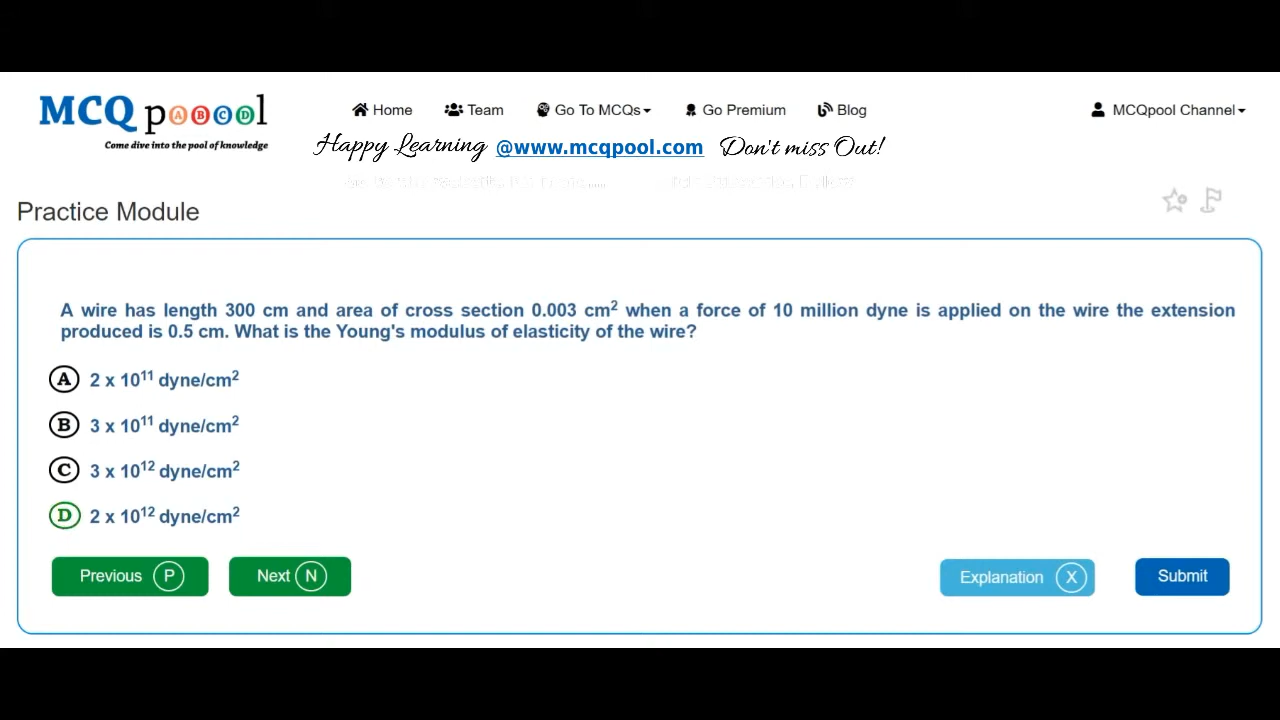 MCQ pABCDl
Come dive into the pool of knowledge
Home Team Go To MCQs Go Premium Blog MCQpool Channel
Happy Learning @www.mcqpool.com Don't miss Out!
Practice Module
A wire has length 300 cm and area of cross section 0.003 cm² when a force of 10 million dyne is applied on the wire the extension
produced is 0.5 cm. What is the Young's modulus of elasticity of the wire?
A 2 x 10¹¹ dyne/cm²
B 3 x 10¹¹ dyne/cm²
C 3 x 10¹² dyne/cm²
D 2 x 10¹² dyne/cm²
Previous P Next N Explanation X Submit